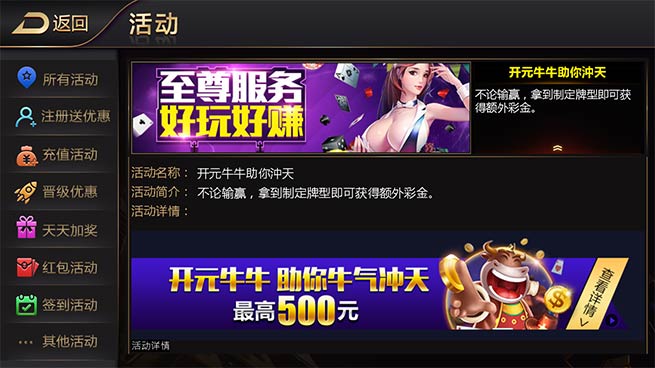 返回
活动
所有活动
注册送优惠
充值活动
晋级优惠
天天加奖
红包活动
签到活动
其他活动
至尊服务
好玩好赚
开元牛牛助你沖天
不论输赢，拿到制定牌型即可获
得额外彩金。
活动名称： 开元牛牛助你沖天
活动简介： 不论输赢，拿到制定牌型即可获得额外彩金。
活动详情：
开元牛牛 助你牛气冲天
最高500元
查看详情
活动详情